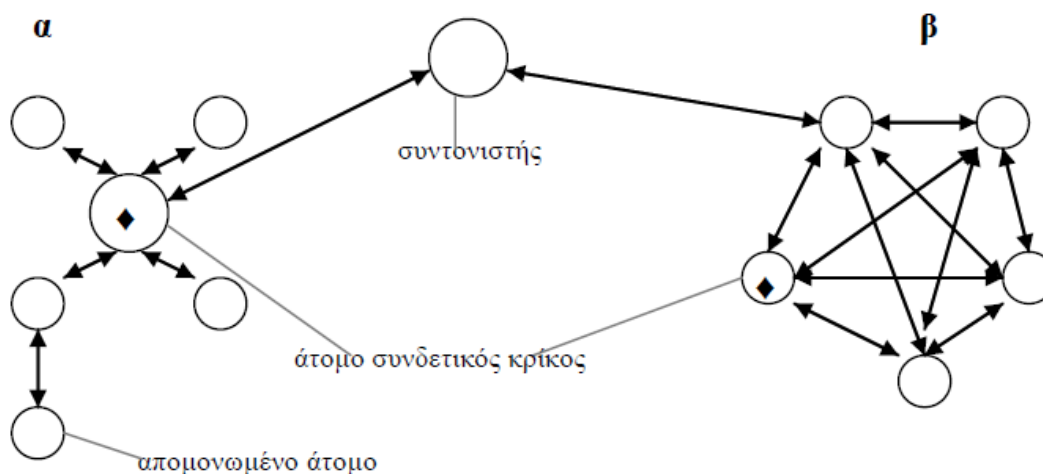 α
β
συντονιστής
άτομο συνδετικός κρίκος
απομονωμένο άτομο